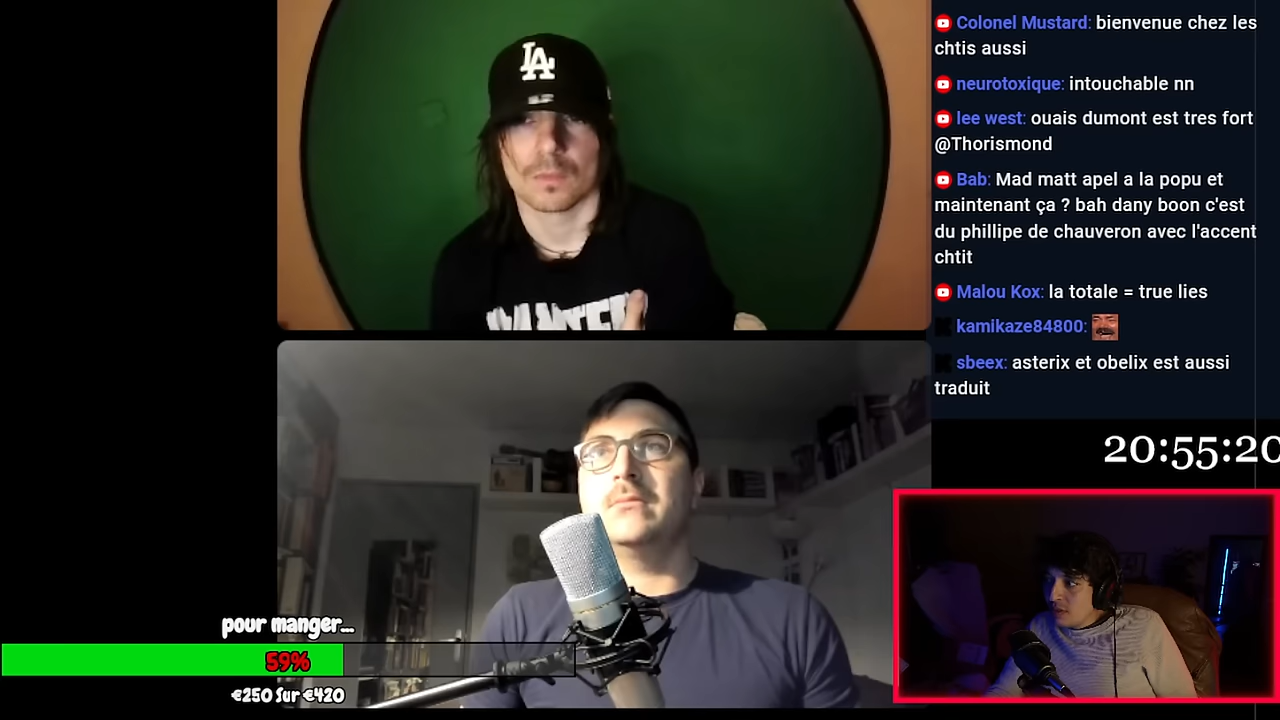 Colonel Mustard: bienvenue chez les
chtis aussi
neurotoxique: intouchable nn
lee west: ouais dumont est tres fort
@Thorismond
Bab: Mad matt apel a la popu et
maintenant ça ? bah dany boon c'est
du phillipe de chauveron avec l'accent
chtit
Malou Kox: la totale = true lies
kamikaze84800:
sbeex: asterix et obelix est aussi
traduit
20:55:20
LA
pour manger...
59%
€250 Sur €420